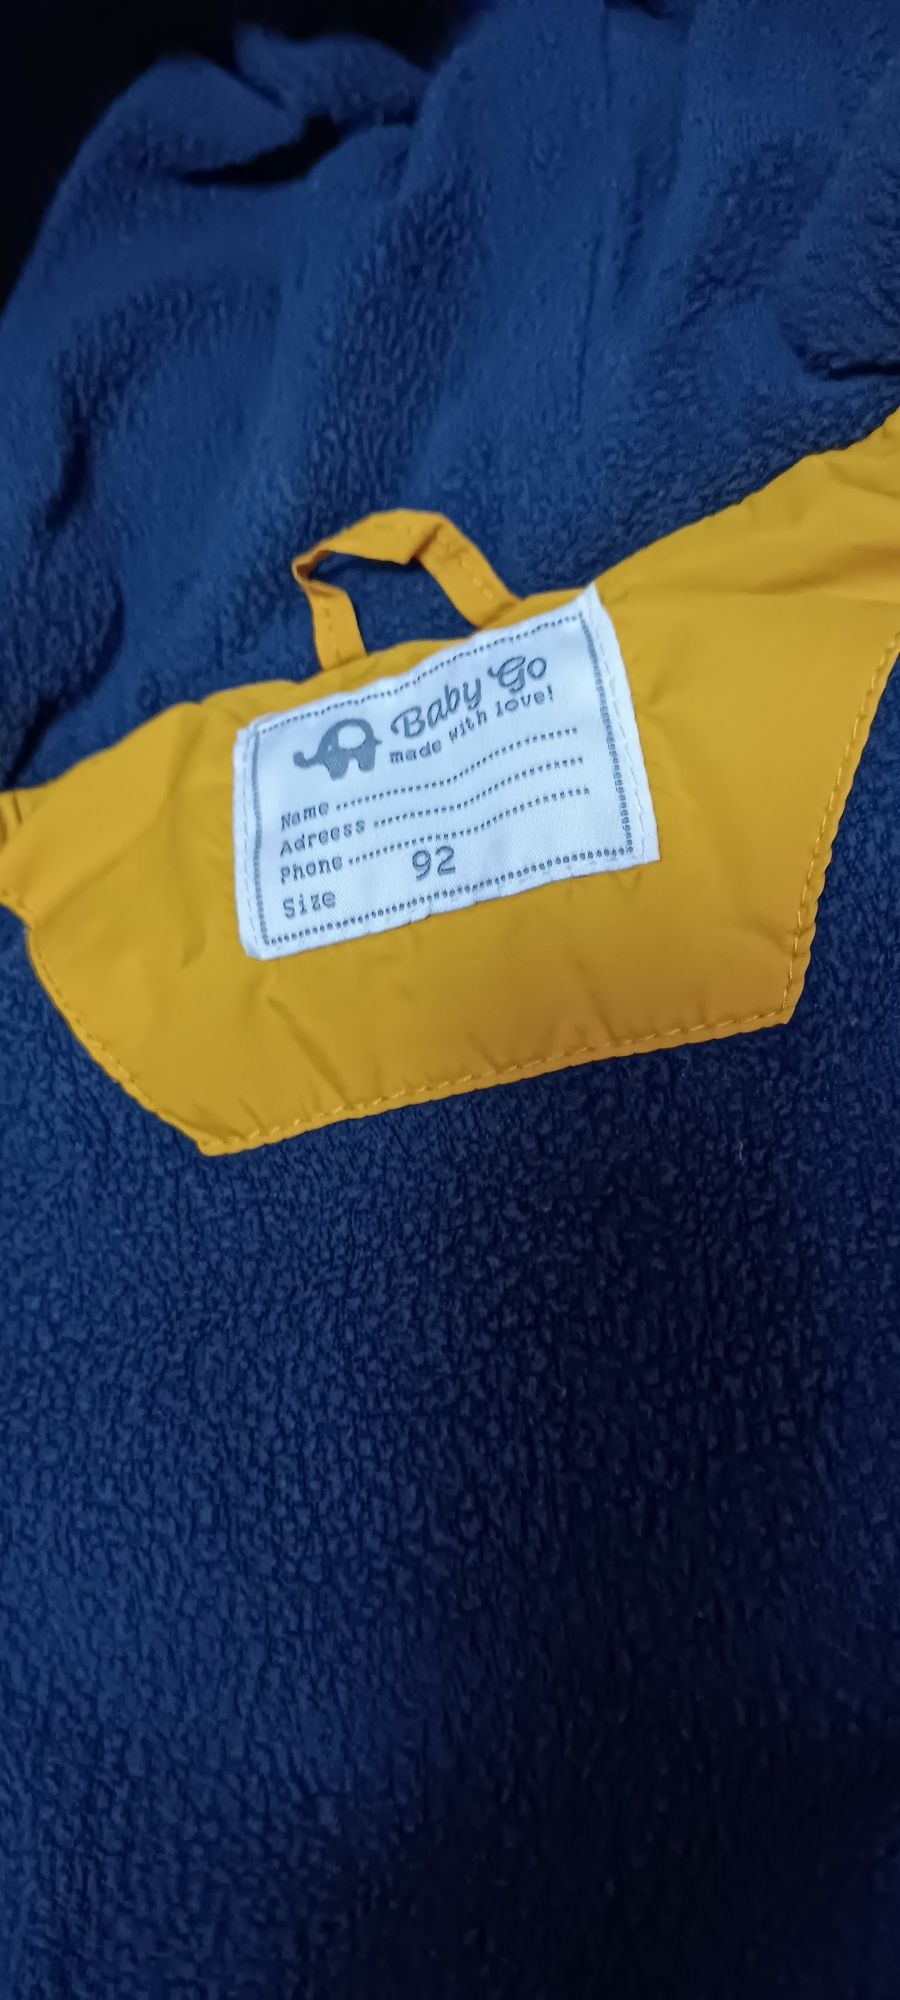 Baby Go
made with love!
Name
Adreess
Phone
Size 92